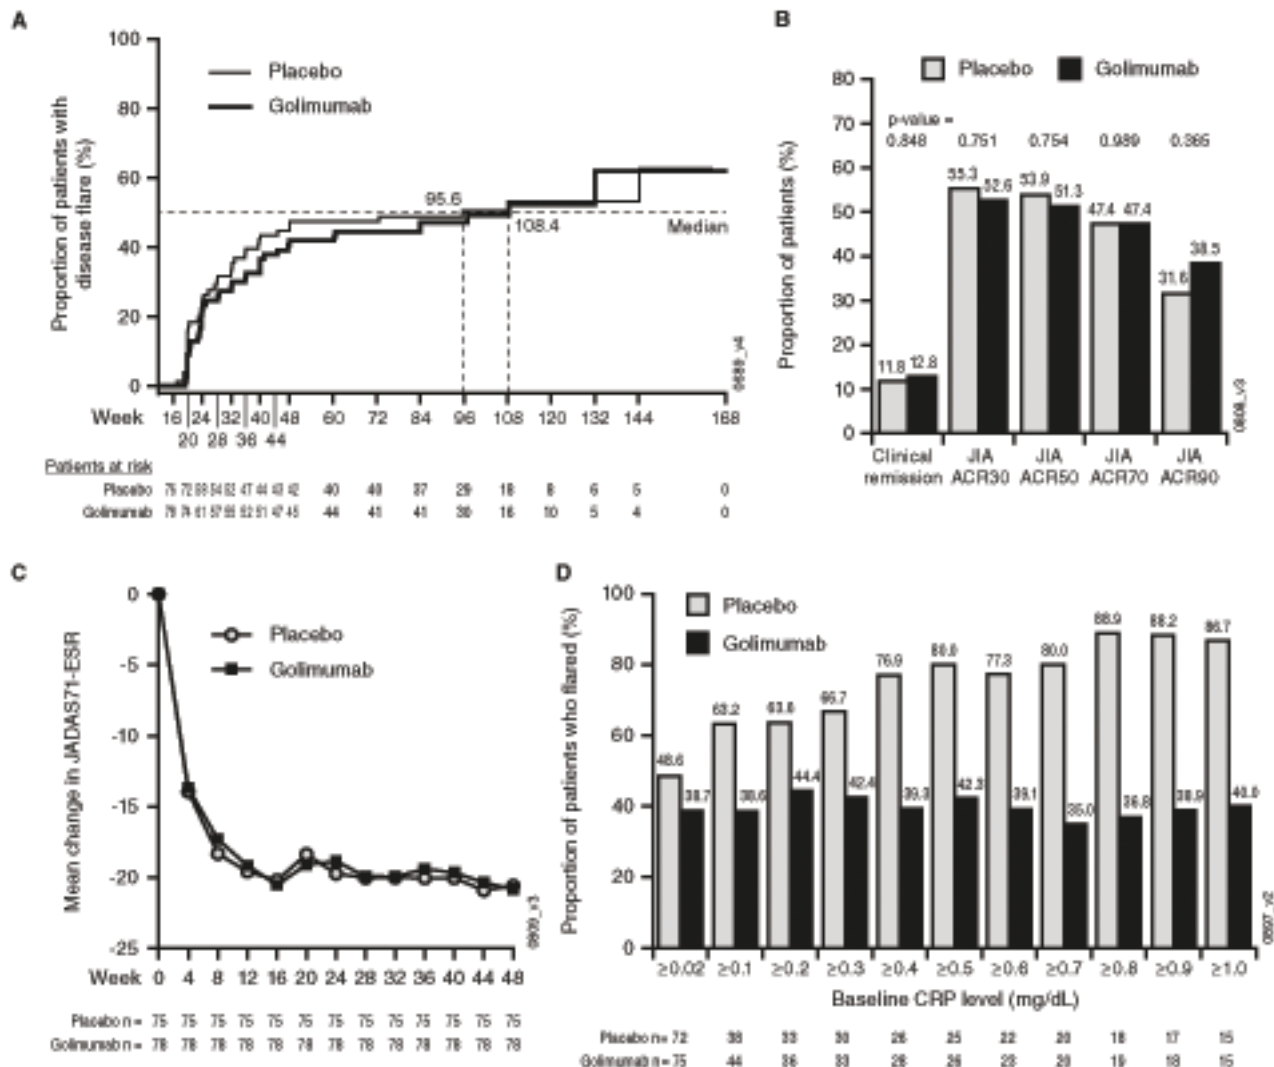 A
100
80
60
40
20
0
Proportion of patients with
disease flare (%)
Placebo
Golimumab
95.6
108.4
Median
0689_v4
Week 16 24 32 40 48 60 72 84 96 108 120 132 144 168
20 28 36 44
Patients at risk
Placebo 42 40 40 37 29 18 8 6 5 0
Golimumab 45 44 41 41 30 16 10 5 4 0
B
Placebo Golimumab
80
70
60
50
40
30
20
10
0
Proportion of patients (%)
p-value =
0.848 0.751 0.754 0.989 0.365
55.3 52.6 53.9 51.3 47.4 47.4 31.6 38.5
11.8 12.8
Clinical remission
JIA ACR30
JIA ACR50
JIA ACR70
JIA ACR90
C
0
-5
-10
-15
-20
-25
Mean change in JADAS71-ESR
Placebo
Golimumab
Week 0 4 8 12 16 20 24 28 32 36 40 44 48
Placebo n = 75 75 75 75 75 75 75 75 75 75 75 75 75
Golimumab n = 78 78 78 78 78 78 78 78 78 78 78 78 78
D
100
80
60
40
20
0
Proportion of patients who flared (%)
Placebo
Golimumab
48.6 63.2 63.6 66.7 76.9 80.0 77.3 80.0 88.9 88.2 86.7
38.7 38.6 44.4 42.4 39.3 42.3 39.1 35.0 36.8 38.9 40.0
≥0.02 ≥0.1 ≥0.2 ≥0.3 ≥0.4 ≥0.5 ≥0.6 ≥0.7 ≥0.8 ≥0.9 ≥1.0
Baseline CRP level (mg/dL)
Placebo n= 72 38 33 30 26 25 22 20 18 17 15
Golimumab n= 75 44 36 33 28 26 23 20 19 18 15